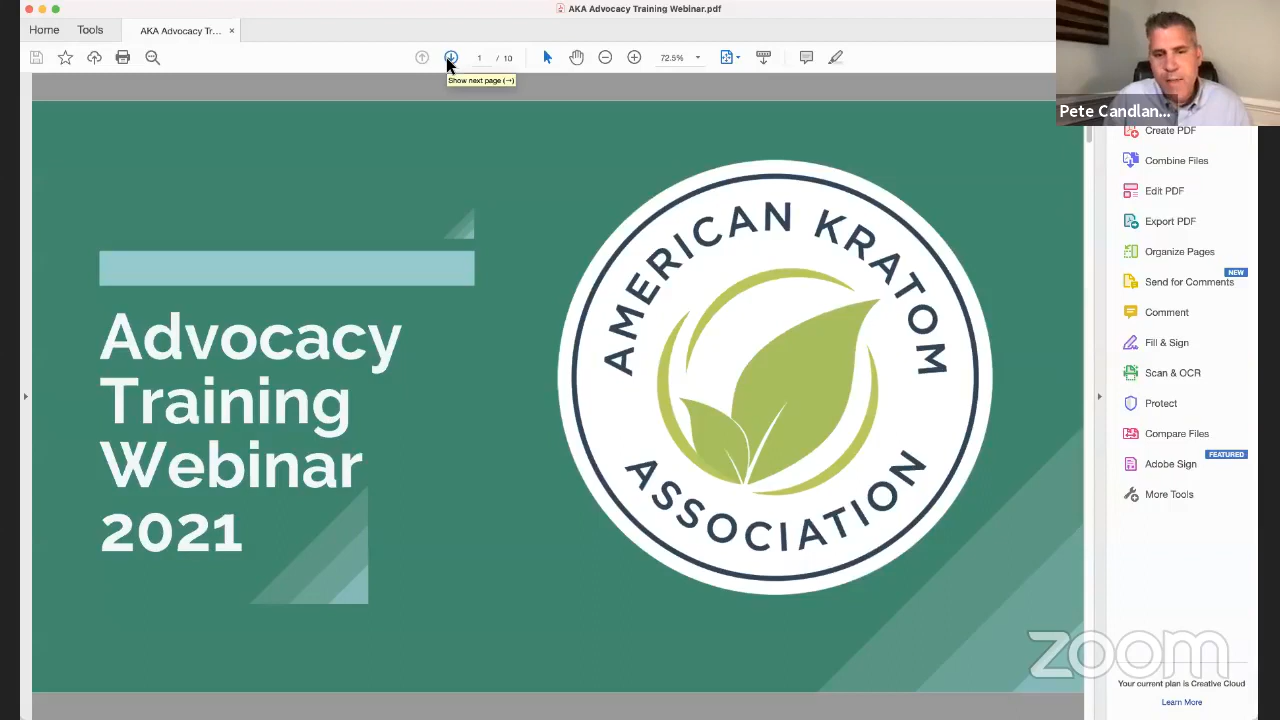 AKA Advocacy Training Webinar.pdf
Home
Tools
AKA Advocacy Tr...
1 / 10
72.5%
Show next page (→)
Pete Candlan...
Create PDF
Combine Files
Edit PDF
Export PDF
Organize Pages
NEW
Send for Comments
Comment
Fill & Sign
Scan & OCR
Protect
Compare Files
FEATURED
Adobe Sign
More Tools
Advocacy
Training
Webinar
2021
AMERICAN KRATOM
ASSOCIATION
zoom
Your current plan is Creative Cloud
Learn More